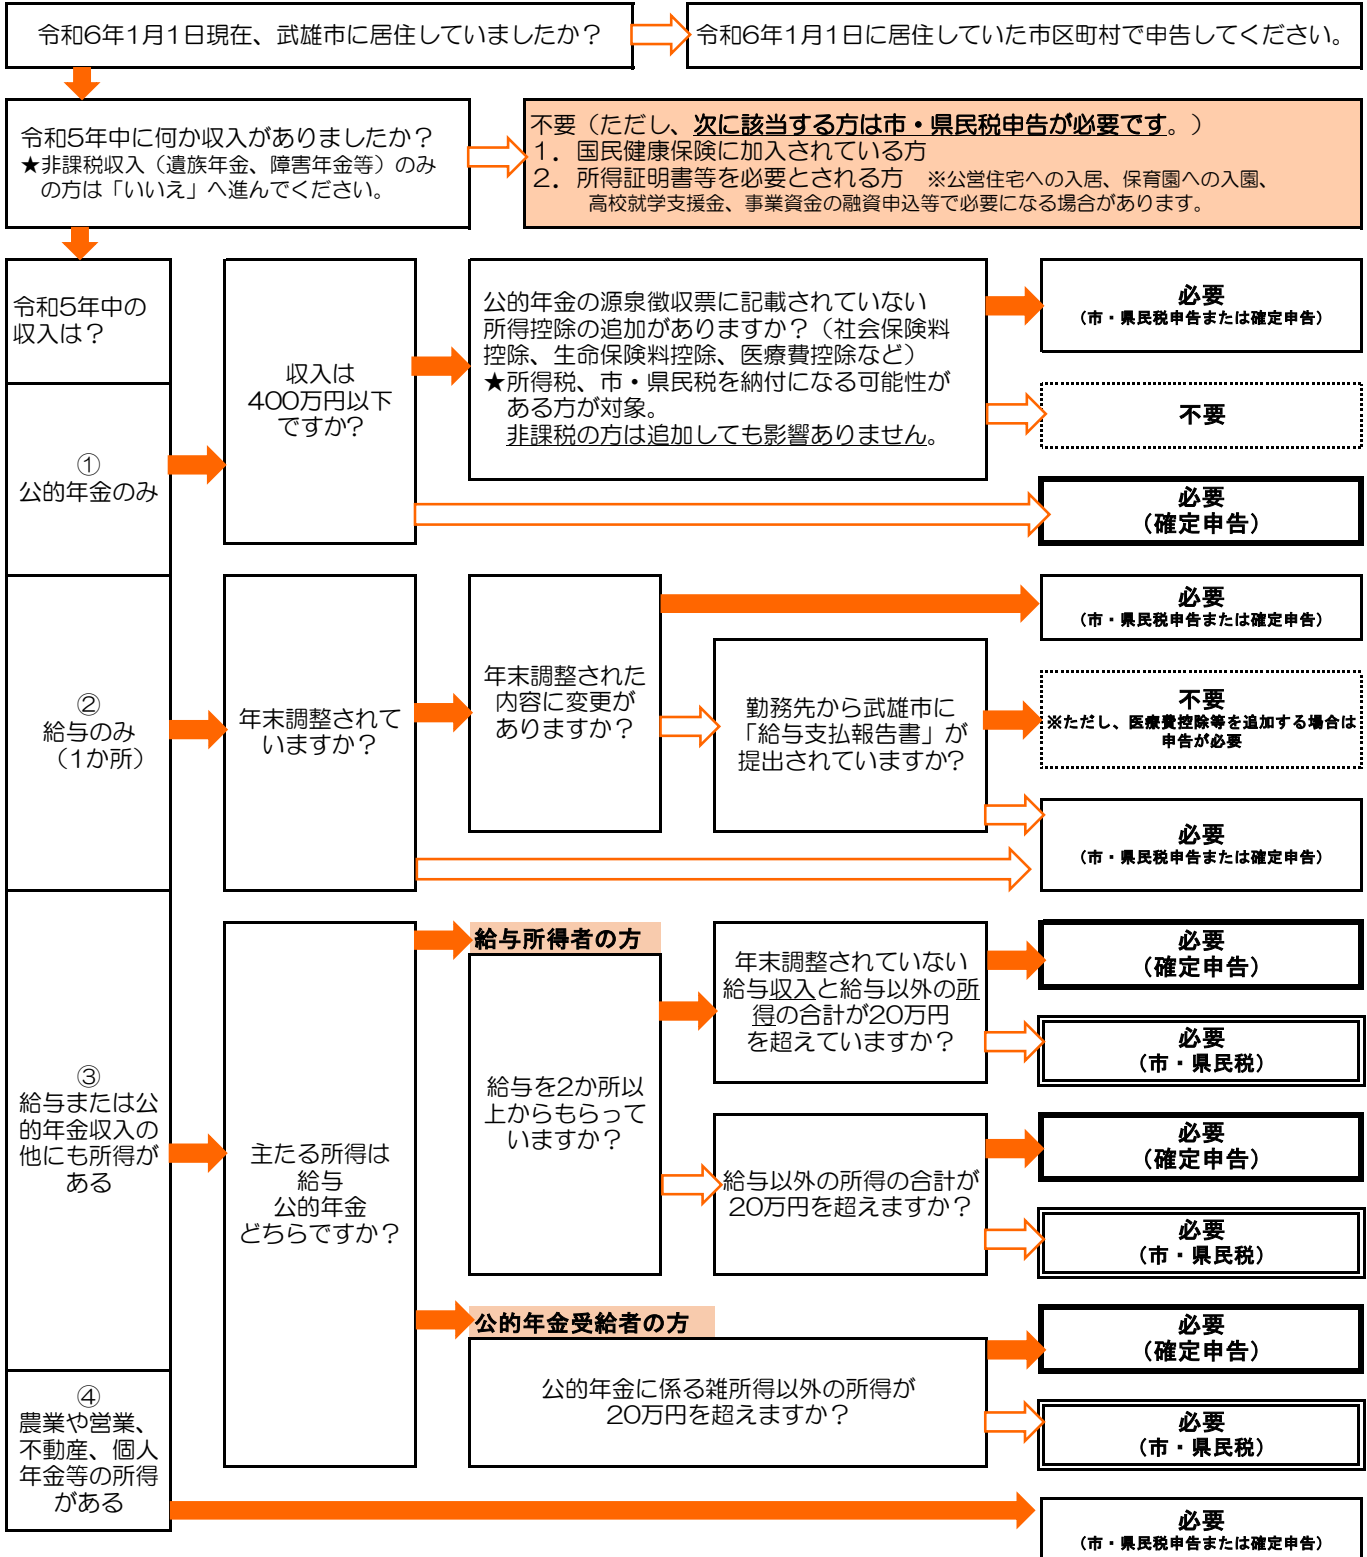 令和6年1月1日現在、武雄市に居住していましたか？
令和6年1月1日に居住していた市区町村で申告してください。
令和5年中に何か収入がありましたか？
★非課税収入（遺族年金、障害年金等）のみ
の方は「いいえ」へ進んでください。
不要（ただし、次に該当する方は市・県民税申告が必要です。）
１．国民健康保険に加入されている方
２．所得証明書等を必要とされる方　※公営住宅への入居、保育園への入園、
高校就学支援金、事業資金の融資申込等で必要になる場合があります。
令和5年中の
収入は？
①
公的年金のみ
収入は
400万円以下
ですか?
公的年金の源泉徴収票に記載されていない
所得控除の追加がありますか？（社会保険料
控除、生命保険料控除、医療費控除など）
★所得税、市・県民税を納付になる可能性が
ある方が対象。
非課税の方は追加しても影響ありません。
必要
（市・県民税申告または確定申告）
不要
必要
（確定申告）
②
給与のみ
（1か所）
年末調整されて
いますか？
年末調整された
内容に変更が
ありますか？
勤務先から武雄市に
「給与支払報告書」が
提出されていますか?
必要
（市・県民税申告または確定申告）
不要
※ただし、医療費控除等を追加する場合は
申告が必要
必要
（市・県民税申告または確定申告）
③
給与または公
的年金収入の
他にも所得が
ある
主たる所得は
給与
公的年金
どちらですか？
給与所得者の方
給与を2か所以
上からもらって
いますか？
年末調整されていない
給与収入と給与以外の所
得の合計が20万円
を超えていますか？
必要
（確定申告）
必要
（市・県民税）
給与以外の所得の合計が
20万円を超えますか？
必要
（確定申告）
必要
（市・県民税）
公的年金受給者の方
公的年金に係る雑所得以外の所得が
20万円を超えますか？
必要
（確定申告）
必要
（市・県民税）
④
農業や営業、
不動産、個人
年金等の所得
がある
必要
（市・県民税申告または確定申告）